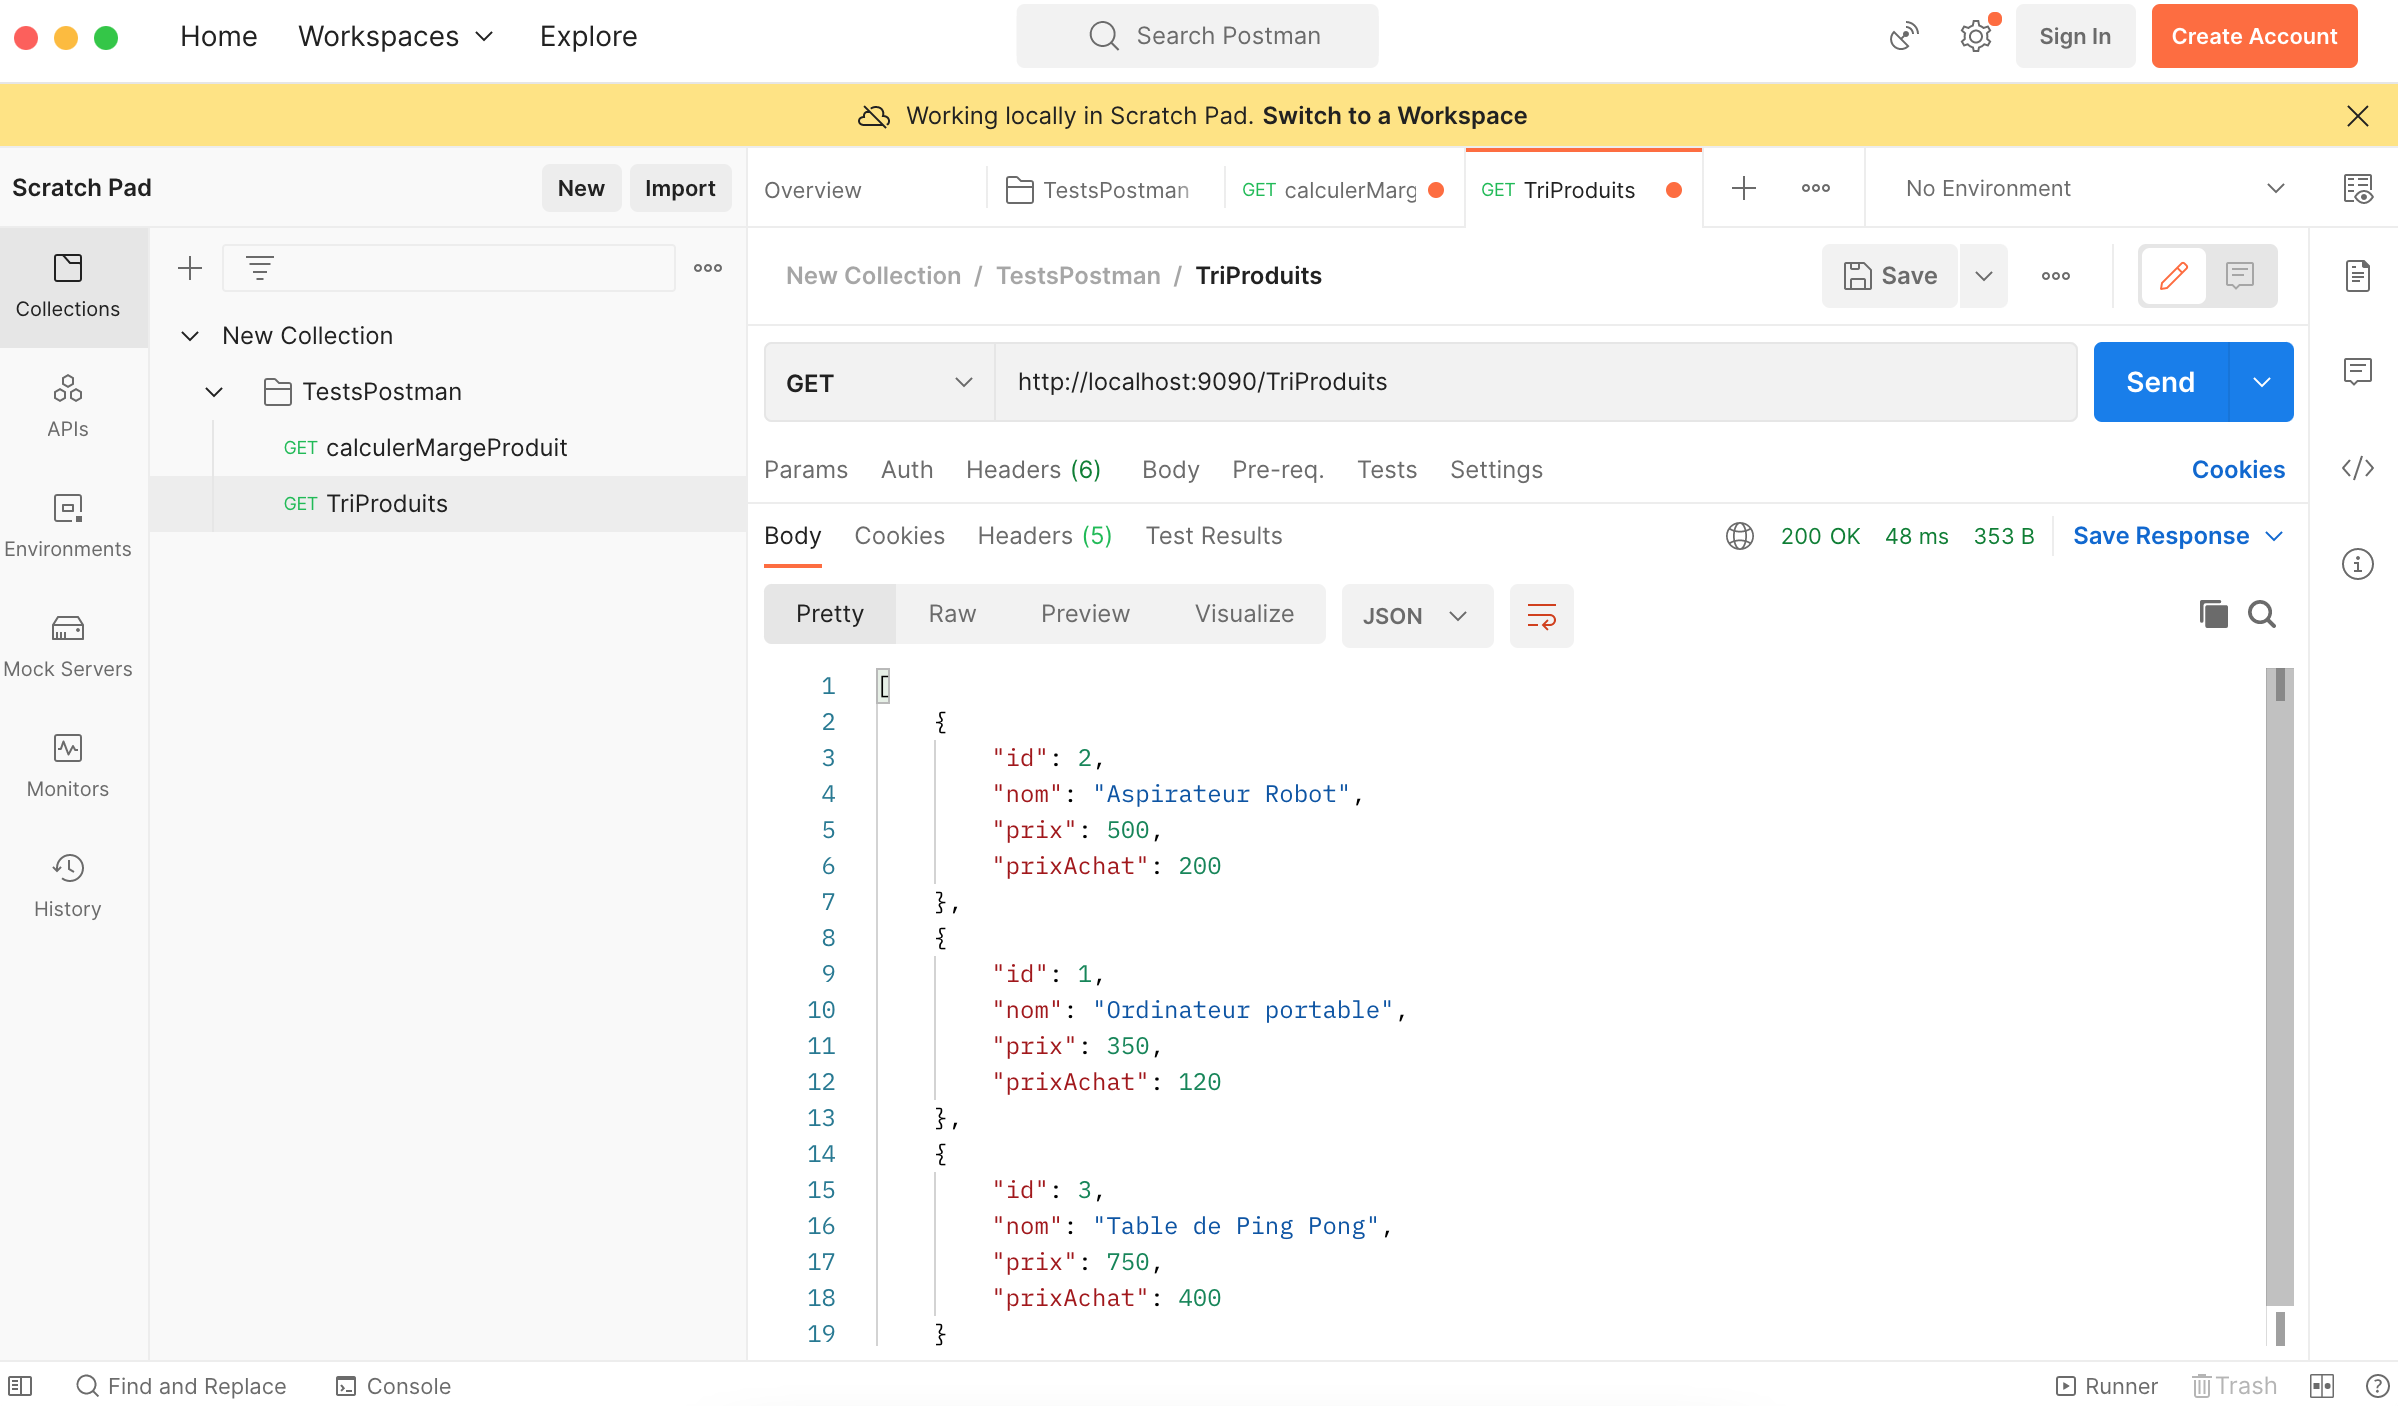 Home Workspaces Explore Search Postman Sign In Create Account
Working locally in Scratch Pad. Switch to a Workspace
Scratch Pad New Import
Overview TestsPostman GET calculerMarg GET TriProduits No Environment
Collections
APIs
Environments
Mock Servers
Monitors
History
New Collection
TestsPostman
GET calculerMargeProduit
GET TriProduits
New Collection / TestsPostman / TriProduits Save
GET http://localhost:9090/TriProduits Send
Params Auth Headers (6) Body Pre-req. Tests Settings Cookies
Body Cookies Headers (5) Test Results 200 OK 48 ms 353 B Save Response
Pretty Raw Preview Visualize JSON
1 [
2 {
3 "id": 2,
4 "nom": "Aspirateur Robot",
5 "prix": 500,
6 "prixAchat": 200
7 },
8 {
9 "id": 1,
10 "nom": "Ordinateur portable",
11 "prix": 350,
12 "prixAchat": 120
13 },
14 {
15 "id": 3,
16 "nom": "Table de Ping Pong",
17 "prix": 750,
18 "prixAchat": 400
19 }
Find and Replace Console Runner Trash